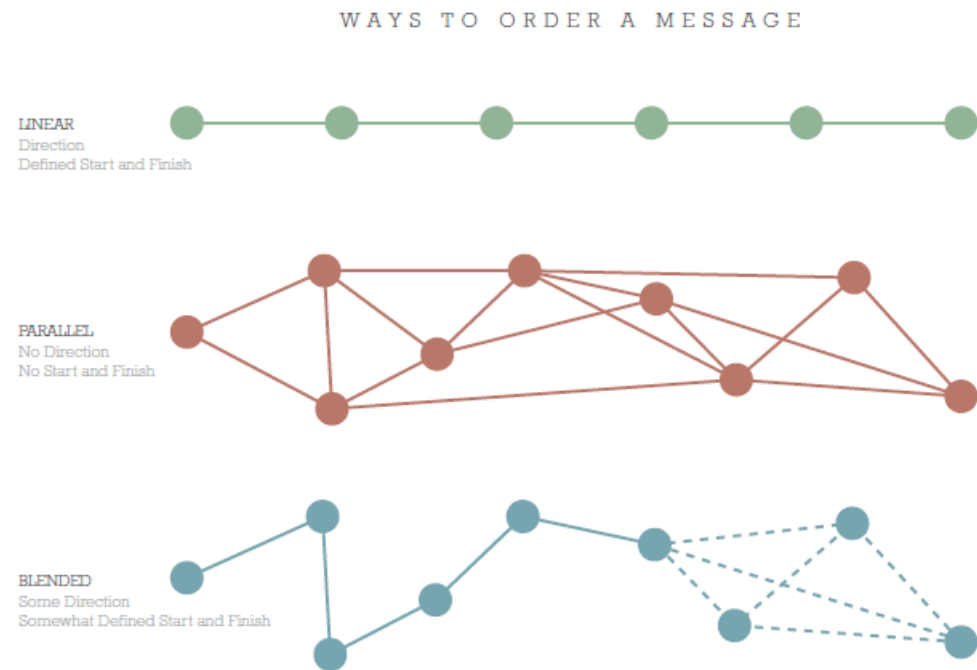 WAYS TO ORDER A MESSAGE
LINEAR
Direction
Defined Start and Finish
PARALLEL
No Direction
No Start and Finish
BLENDED
Some Direction
Somewhat Defined Start and Finish